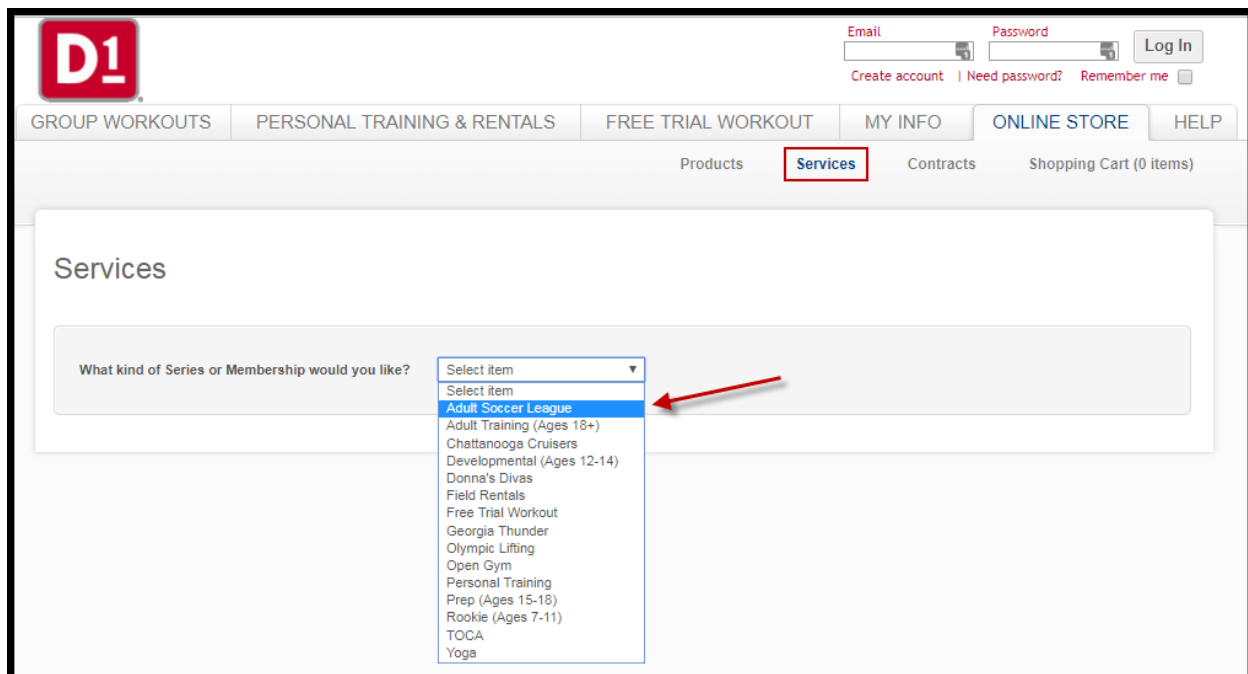 D1
Email Password
Log In
Create account | Need password? Remember me
GROUP WORKOUTS PERSONAL TRAINING & RENTALS FREE TRIAL WORKOUT MY INFO ONLINE STORE HELP
Products Services Contracts Shopping Cart (0 items)
Services
What kind of Series or Membership would you like? Select item ▼
Select item
Adult Soccer League
Adult Training (Ages 18+)
Chattanooga Cruisers
Developmental (Ages 12-14)
Donna's Divas
Field Rentals
Free Trial Workout
Georgia Thunder
Olympic Lifting
Open Gym
Personal Training
Prep (Ages 15-18)
Rookie (Ages 7-11)
TOCA
Yoga